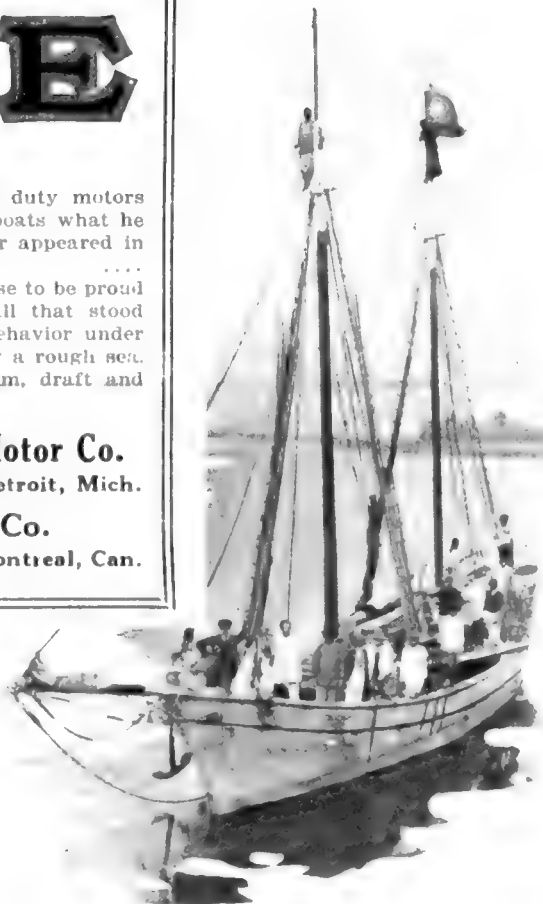 E
duty motors
boats what he
r appeared in
....
se to be proud
ll that stood
ehavior under
a rough sea.
m, draft and
otor Co.
etroit, Mich.
Co.
ontreal, Can.